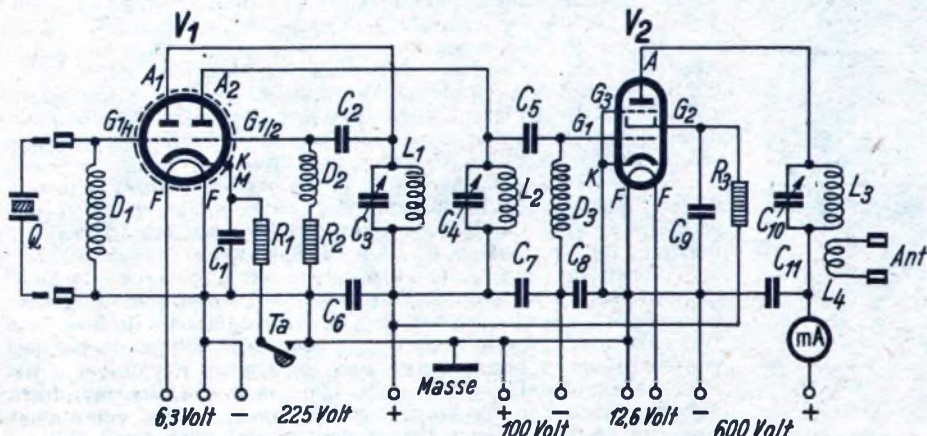 V1 V2
A1 A2 A
C2 C5 G3 G2
G1/1 G1/2 G1
L1
K K
M
D2 R3
D1 F F L2 D3 F F L3
Q C1 R1 R2 C3 C4 C9 C10
C7 C8 C11 Ant
C6 L4
Ta
mA
Masse
6,3 Volt − 225 Volt + + − 12,6 Volt − +
100 Volt 600 Volt